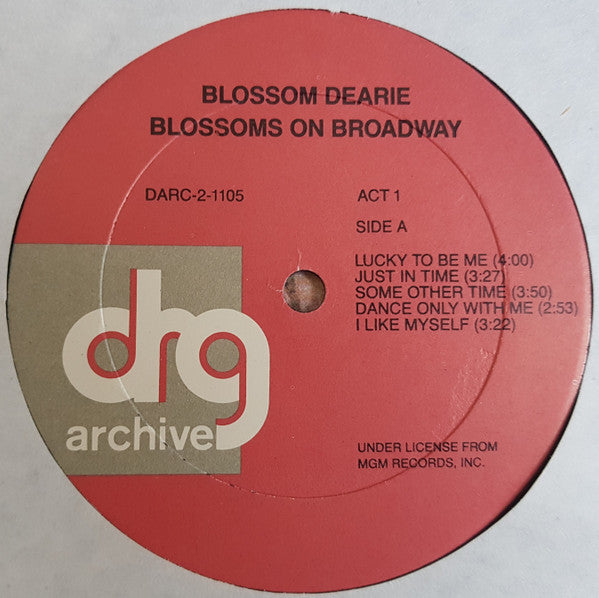 BLOSSOM DEARIE
BLOSSOMS ON BROADWAY
DARC-2-1105
ACT 1
SIDE A
LUCKY TO BE ME (4:00)
JUST IN TIME (3:27)
SOME OTHER TIME (3:50)
DANCE ONLY WITH ME (2:53)
I LIKE MYSELF (3:22)
drg
archive
UNDER LICENSE FROM
MGM RECORDS, INC.